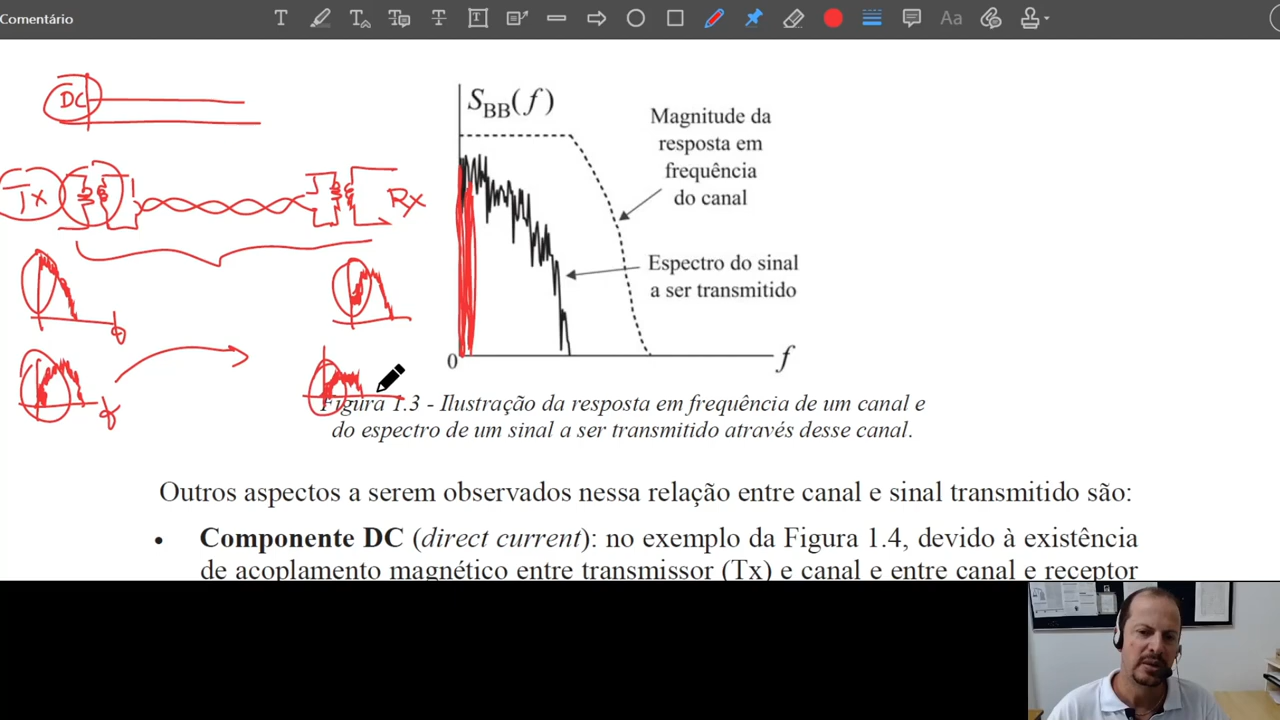 Comentário
T
T
Aa
DC
Tx
Rx
f
f
S_BB(f)
Magnitude da
resposta em
frequência
do canal
Espectro do sinal
a ser transmitido
0
f
Figura 1.3 - Ilustração da resposta em frequência de um canal e
do espectro de um sinal a ser transmitido através desse canal.
Outros aspectos a serem observados nessa relação entre canal e sinal transmitido são:
• Componente DC (direct current): no exemplo da Figura 1.4, devido à existência
de acoplamento magnético entre transmissor (Tx) e canal e entre canal e receptor